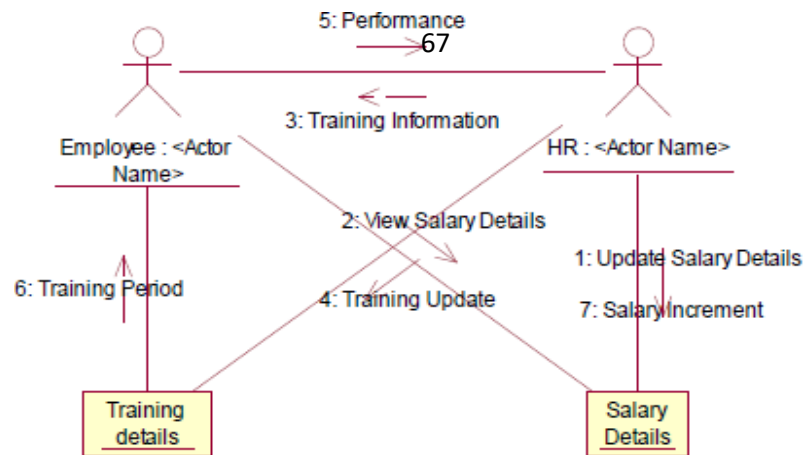 5: Performance
67
3: Training Information
Employee : <Actor
Name>
HR : <Actor Name>
2: View Salary Details
1: Update Salary Details
6: Training Period
4: Training Update
7: Salary Increment
Training
details
Salary
Details